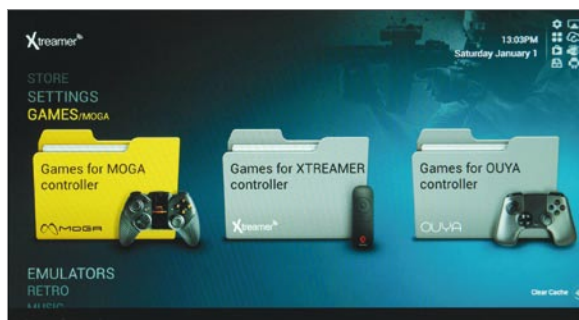 Xtreamer
13:03PM
Saturday January 1
STORE
SETTINGS
GAMES/MOGA
Games for MOGA
controller
MOGA
Games for XTREAMER
controller
Xtreamer
Games for OUYA
controller
OUYA
EMULATORS
RETRO
MUSIC
Clear Cache